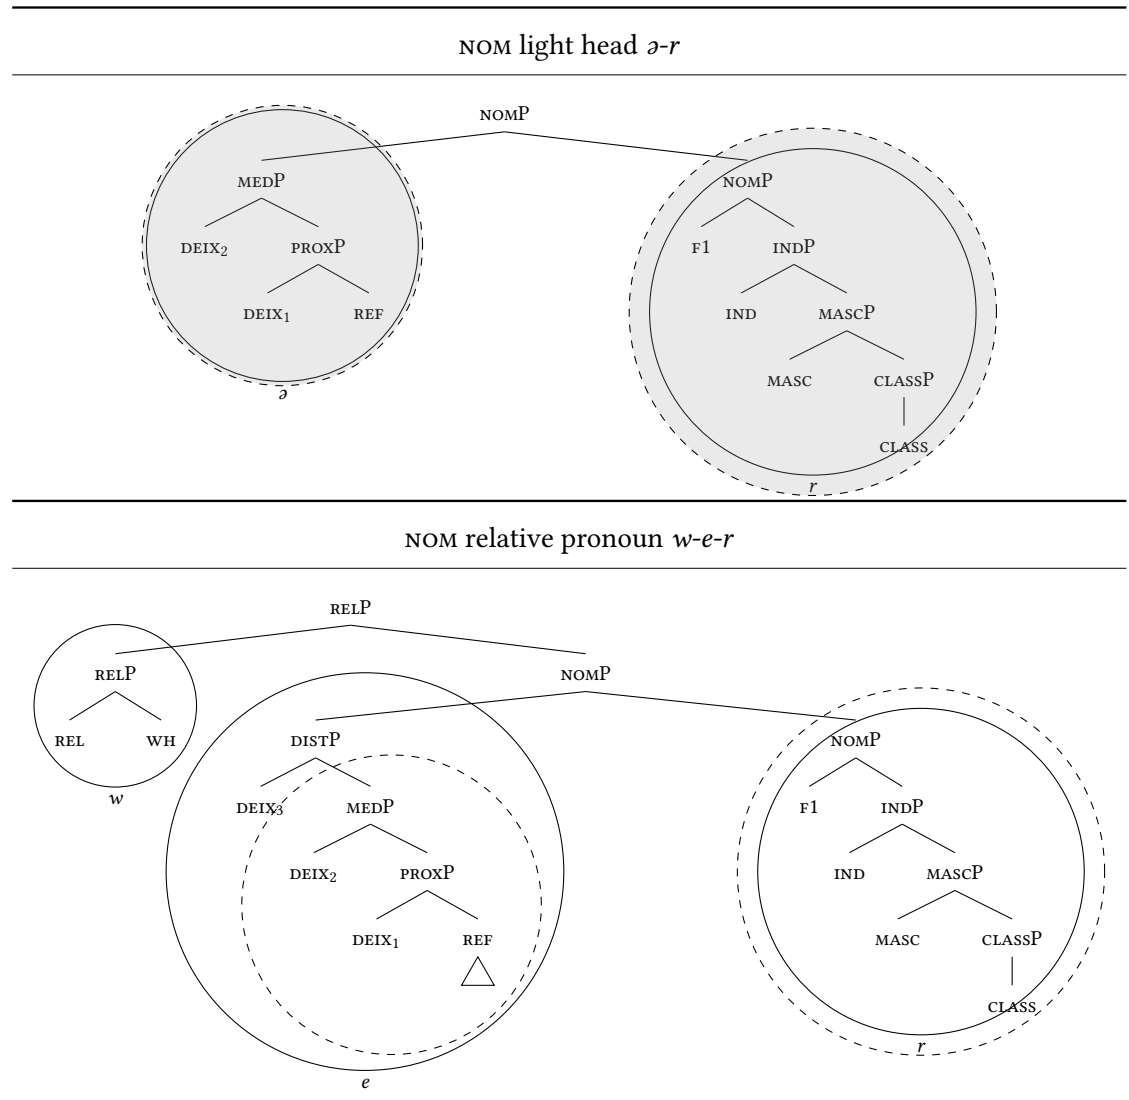 NOM light head ə-r
NOMP
MEDP NOMP
DEIX₂ PROXP F1 INDP
DEIX₁ REF IND MASCP
MASC CLASSP
ə
CLASS
r
NOM relative pronoun w-e-r
RELP
RELP NOMP
REL WH DISTP NOMP
w DEIX₃ MEDP F1 INDP
DEIX₂ PROXP IND MASCP
DEIX₁ REF MASC CLASSP
CLASS
r
e